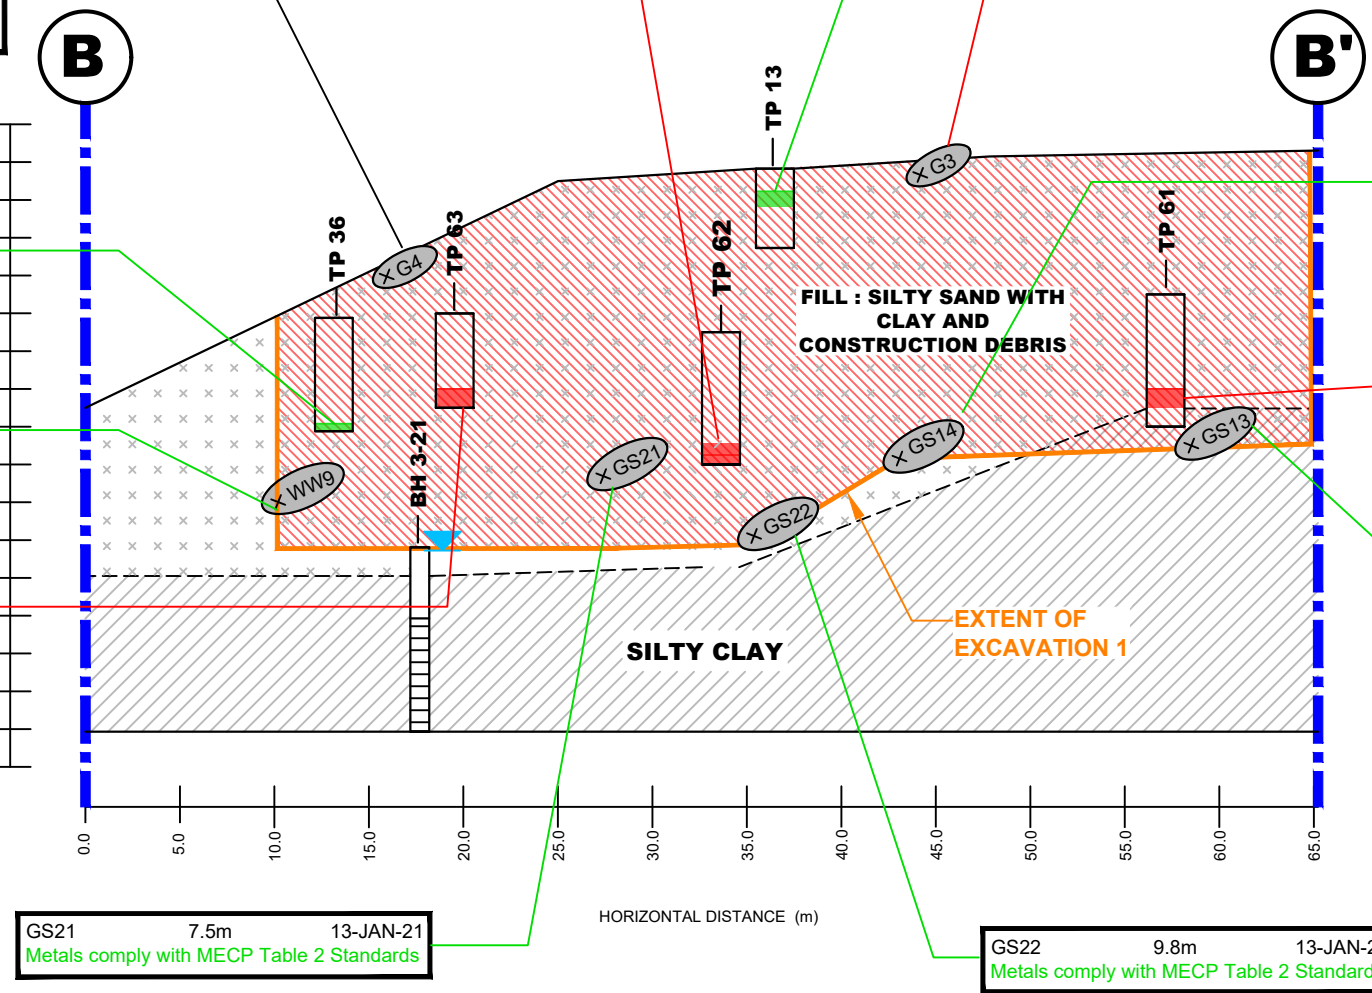 B
B'
TP 13
G3
TP 36
G4
TP 63
TP 62
TP 61
FILL : SILTY SAND WITH
CLAY AND
CONSTRUCTION DEBRIS
BH 3-21
WW9
GS21
GS22
GS14
GS13
EXTENT OF
EXCAVATION 1
SILTY CLAY
0.0
5.0
10.0
15.0
20.0
25.0
30.0
35.0
40.0
45.0
50.0
55.0
60.0
65.0
HORIZONTAL DISTANCE (m)
GS21 7.5m 13-JAN-21
Metals comply with MECP Table 2 Standards
GS22 9.8m 13-JAN-2
Metals comply with MECP Table 2 Standard